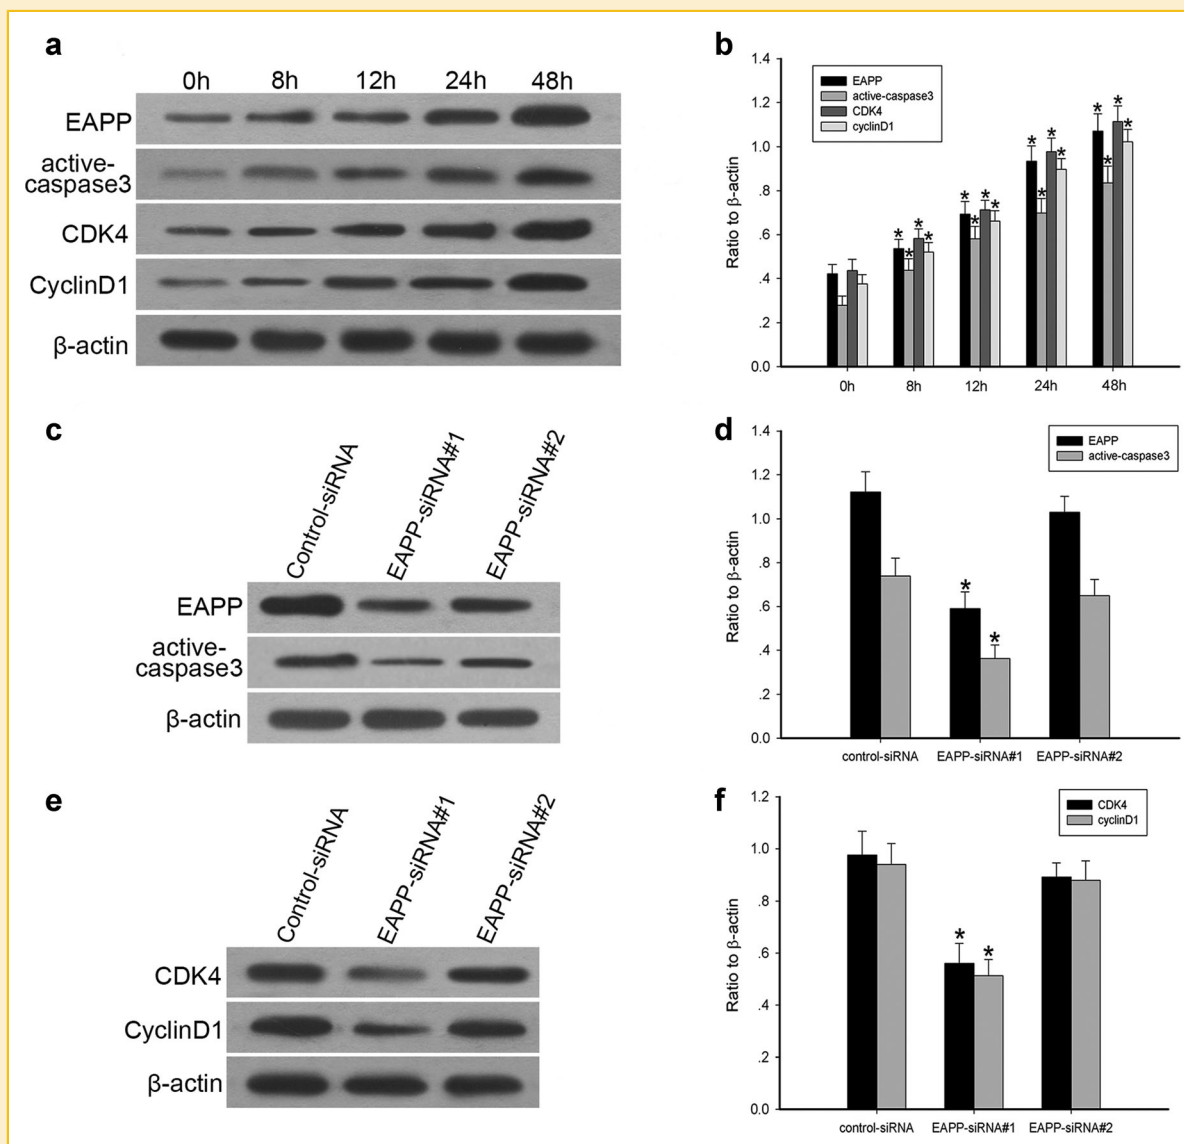 a
0h 8h 12h 24h 48h
EAPP
active-
caspase3
CDK4
CyclinD1
β-actin
b
1.4
1.2
1.0
.8
.6
.4
.2
0.0
Ratio to β-actin
EAPP
active-caspase3
CDK4
cyclinD1
* * * *
* * * *
* * * *
* * * *
0h 8h 12h 24h 48h
c
Control-siRNA
EAPP-siRNA#1
EAPP-siRNA#2
EAPP
active-
caspase3
β-actin
d
1.4
1.2
1.0
.8
.6
.4
.2
0.0
Ratio to β-actin
EAPP
active-caspase3
* *
control-siRNA EAPP-siRNA#1 EAPP-siRNA#2
e
Control-siRNA
EAPP-siRNA#1
EAPP-siRNA#2
CDK4
CyclinD1
β-actin
f
1.2
1.0
.8
.6
.4
.2
0.0
Ratio to β-actin
CDK4
cyclinD1
* *
control-siRNA EAPP-siRNA#1 EAPP-siRNA#2